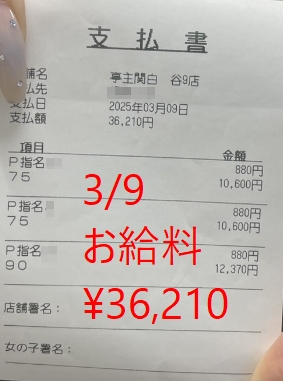 支払書
店舗名 亭主関白 谷9店
支払先
支払日 2025年03月09日
支払額 36,210円
項目 金額
P指名 880円
75 10,600円
P指名 880円
75 10,600円
P指名 880円
90 12,370円
3/9
お給料
¥36,210
店舗署名：
女の子署名：